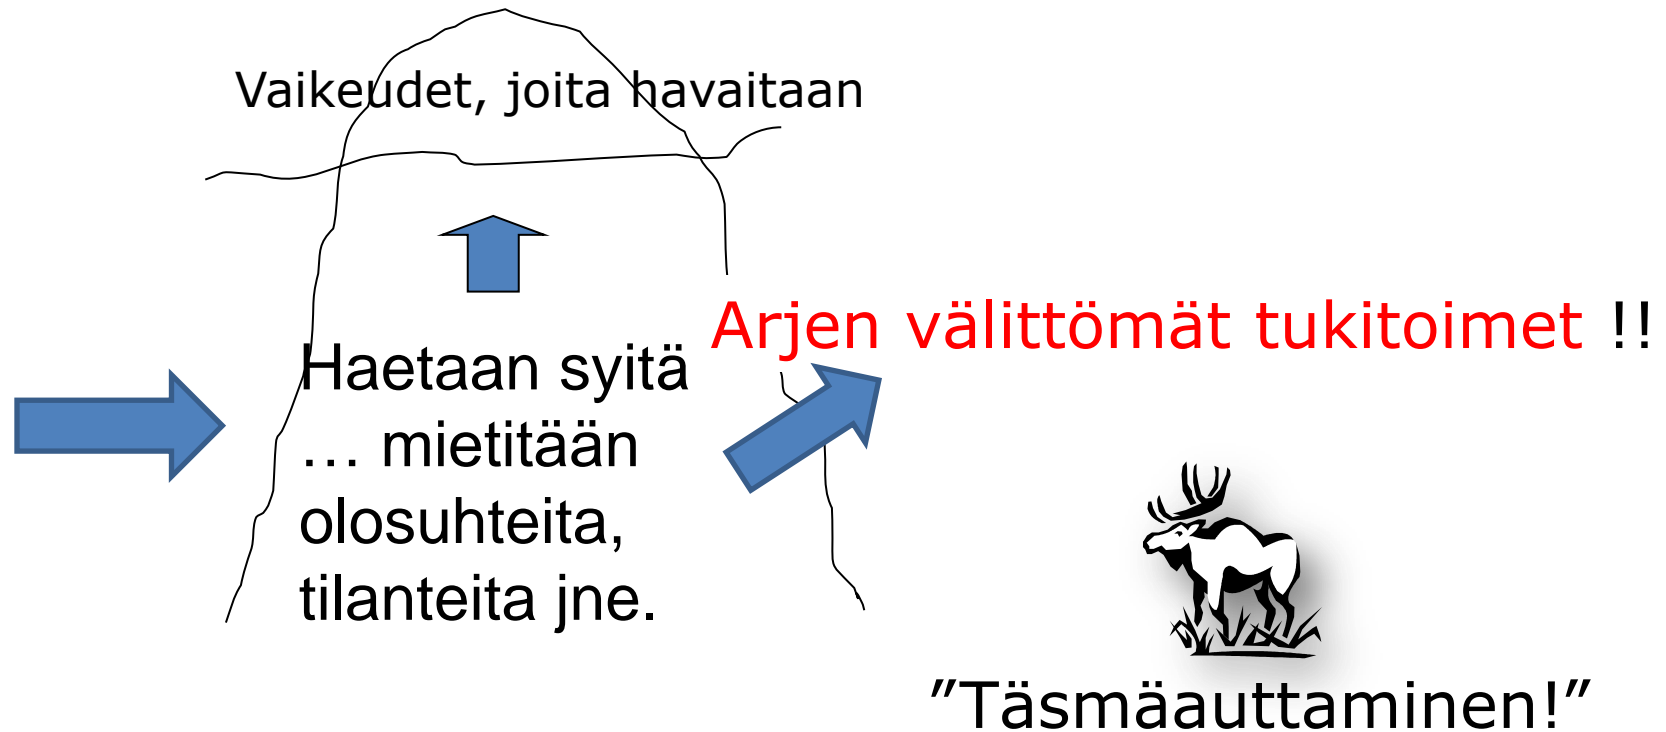 Vaikeudet, joita havaitaan
Arjen välittömät tukitoimet !!
Haetaan syitä
… mietitään
olosuhteita,
tilanteita jne.
”Täsmäauttaminen!”